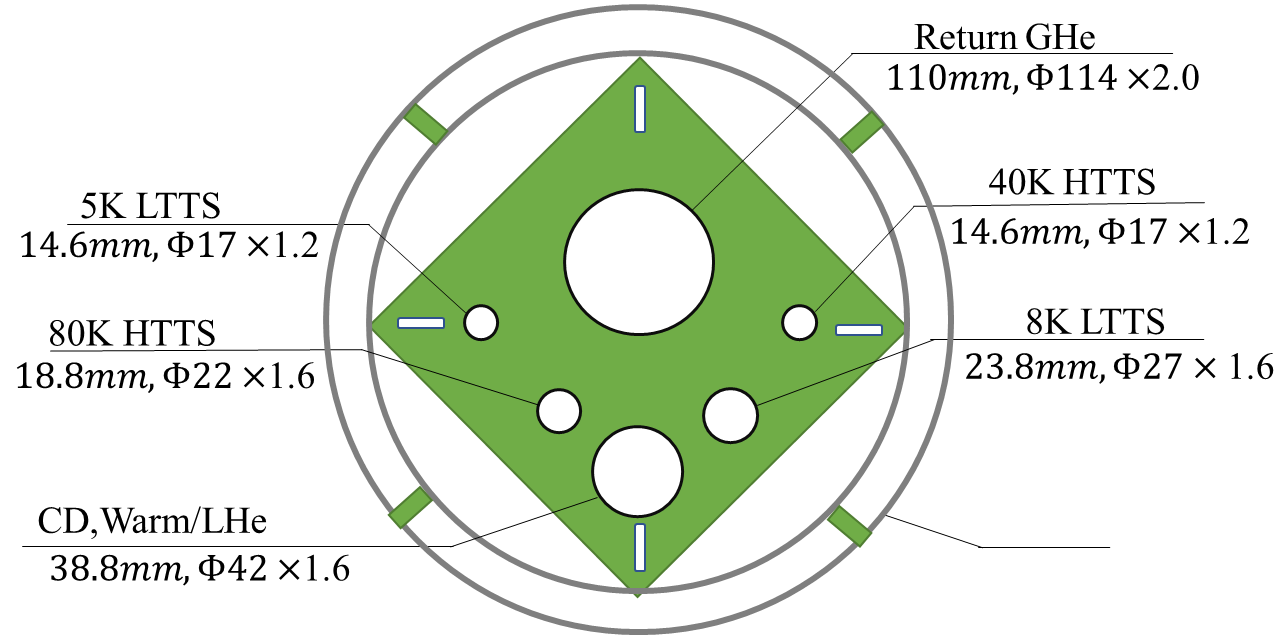 Return GHe
110mm, Φ114 ×2.0
40K HTTS
14.6mm, Φ17 ×1.2
5K LTTS
14.6mm, Φ17 ×1.2
80K HTTS
18.8mm, Φ22 ×1.6
8K LTTS
23.8mm, Φ27 × 1.6
CD,Warm/LHe
38.8mm, Φ42 ×1.6